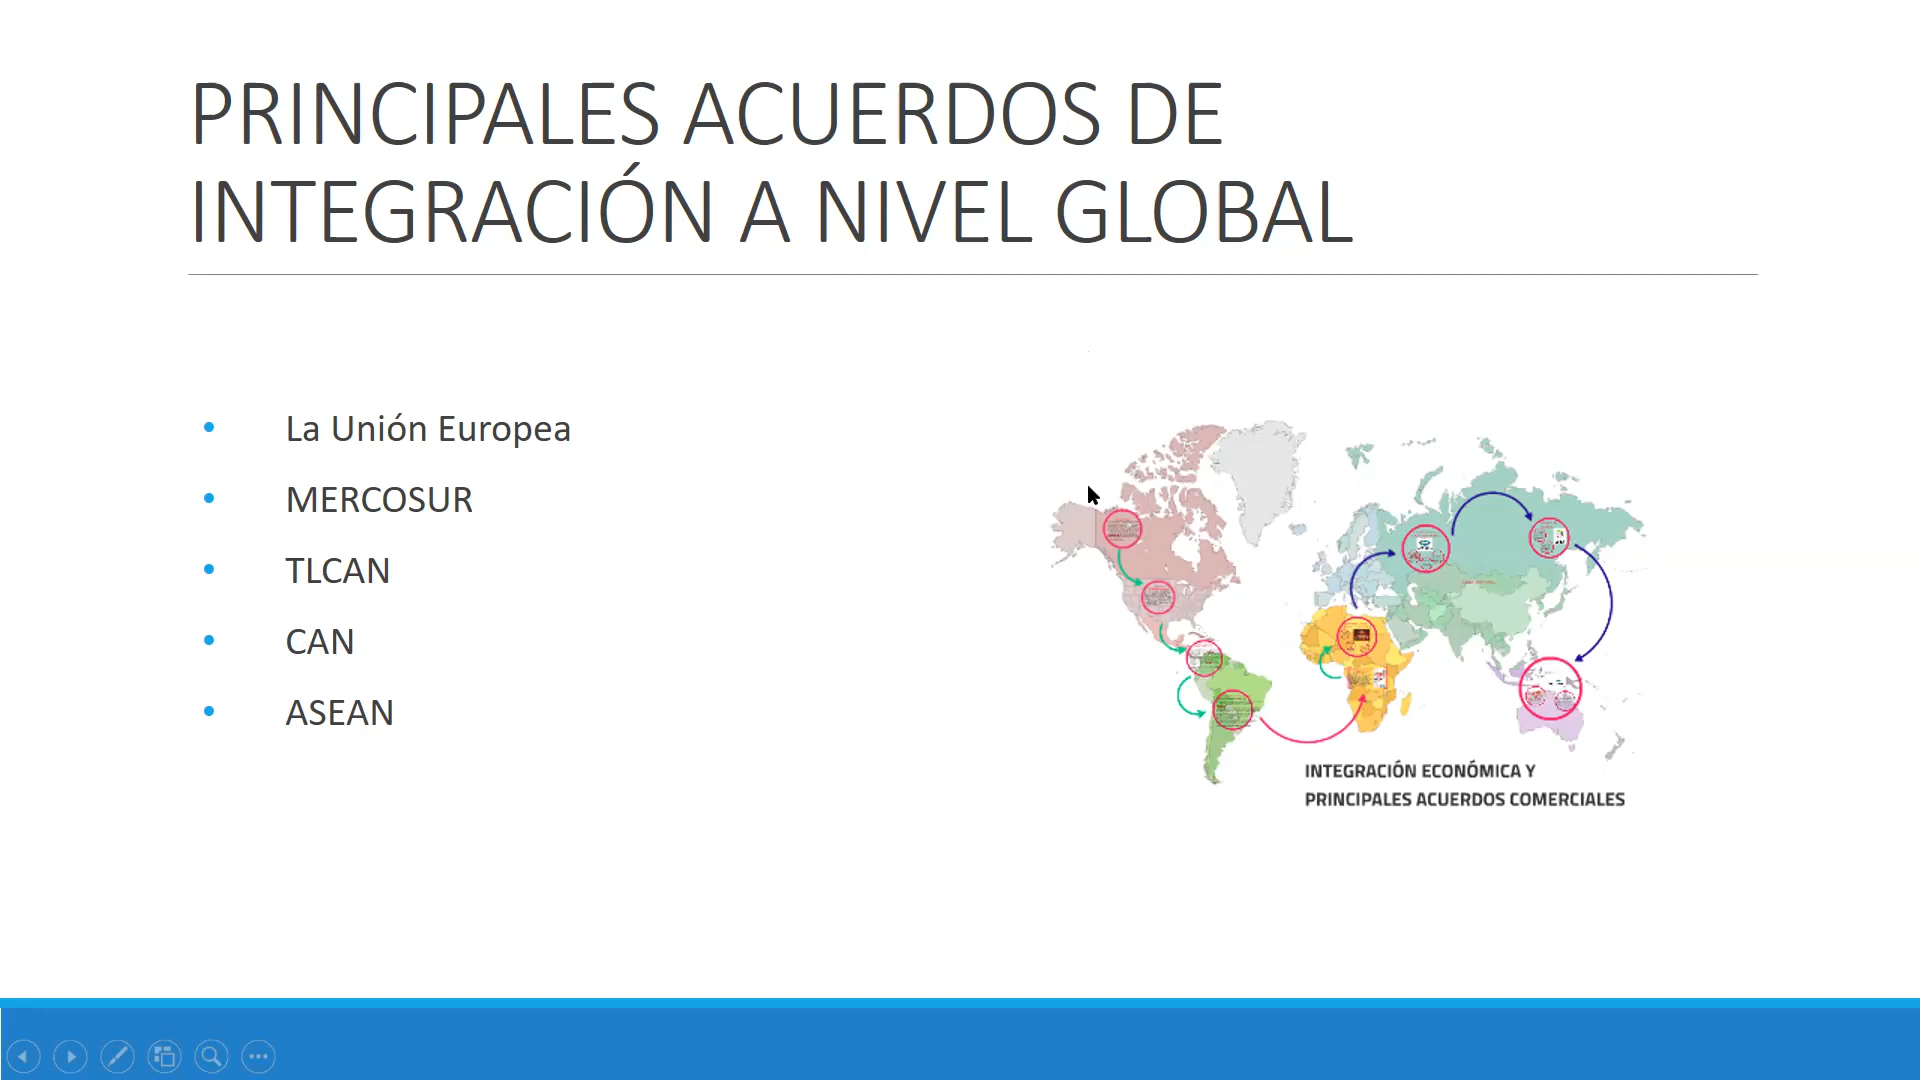 PRINCIPALES ACUERDOS DE
INTEGRACIÓN A NIVEL GLOBAL
• La Unión Europea
• MERCOSUR
• TLCAN
• CAN
• ASEAN
INTEGRACIÓN ECONÓMICA Y
PRINCIPALES ACUERDOS COMERCIALES